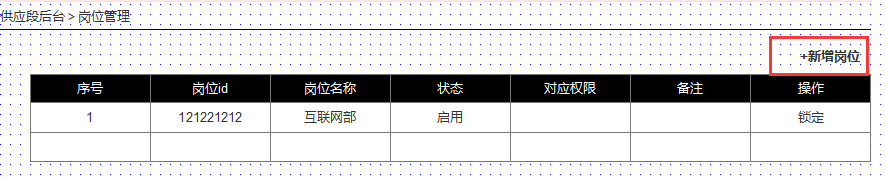 供应段后台 > 岗位管理
+新增岗位
序号 岗位id 岗位名称 状态 对应权限 备注 操作
1 121221212 互联网部 启用 锁定